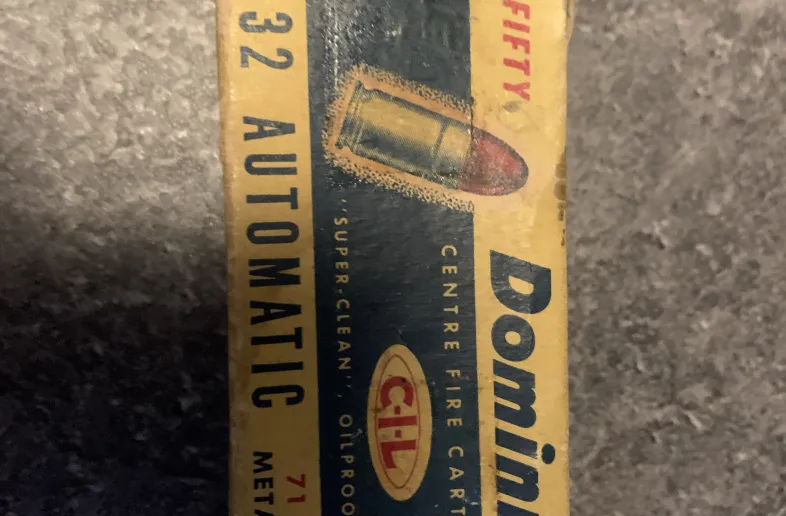 FIFTY
Domin
CENTRE FIRE CART
C-I-L
"SUPER-CLEAN", OILPROO
32 AUTOMATIC
71
META